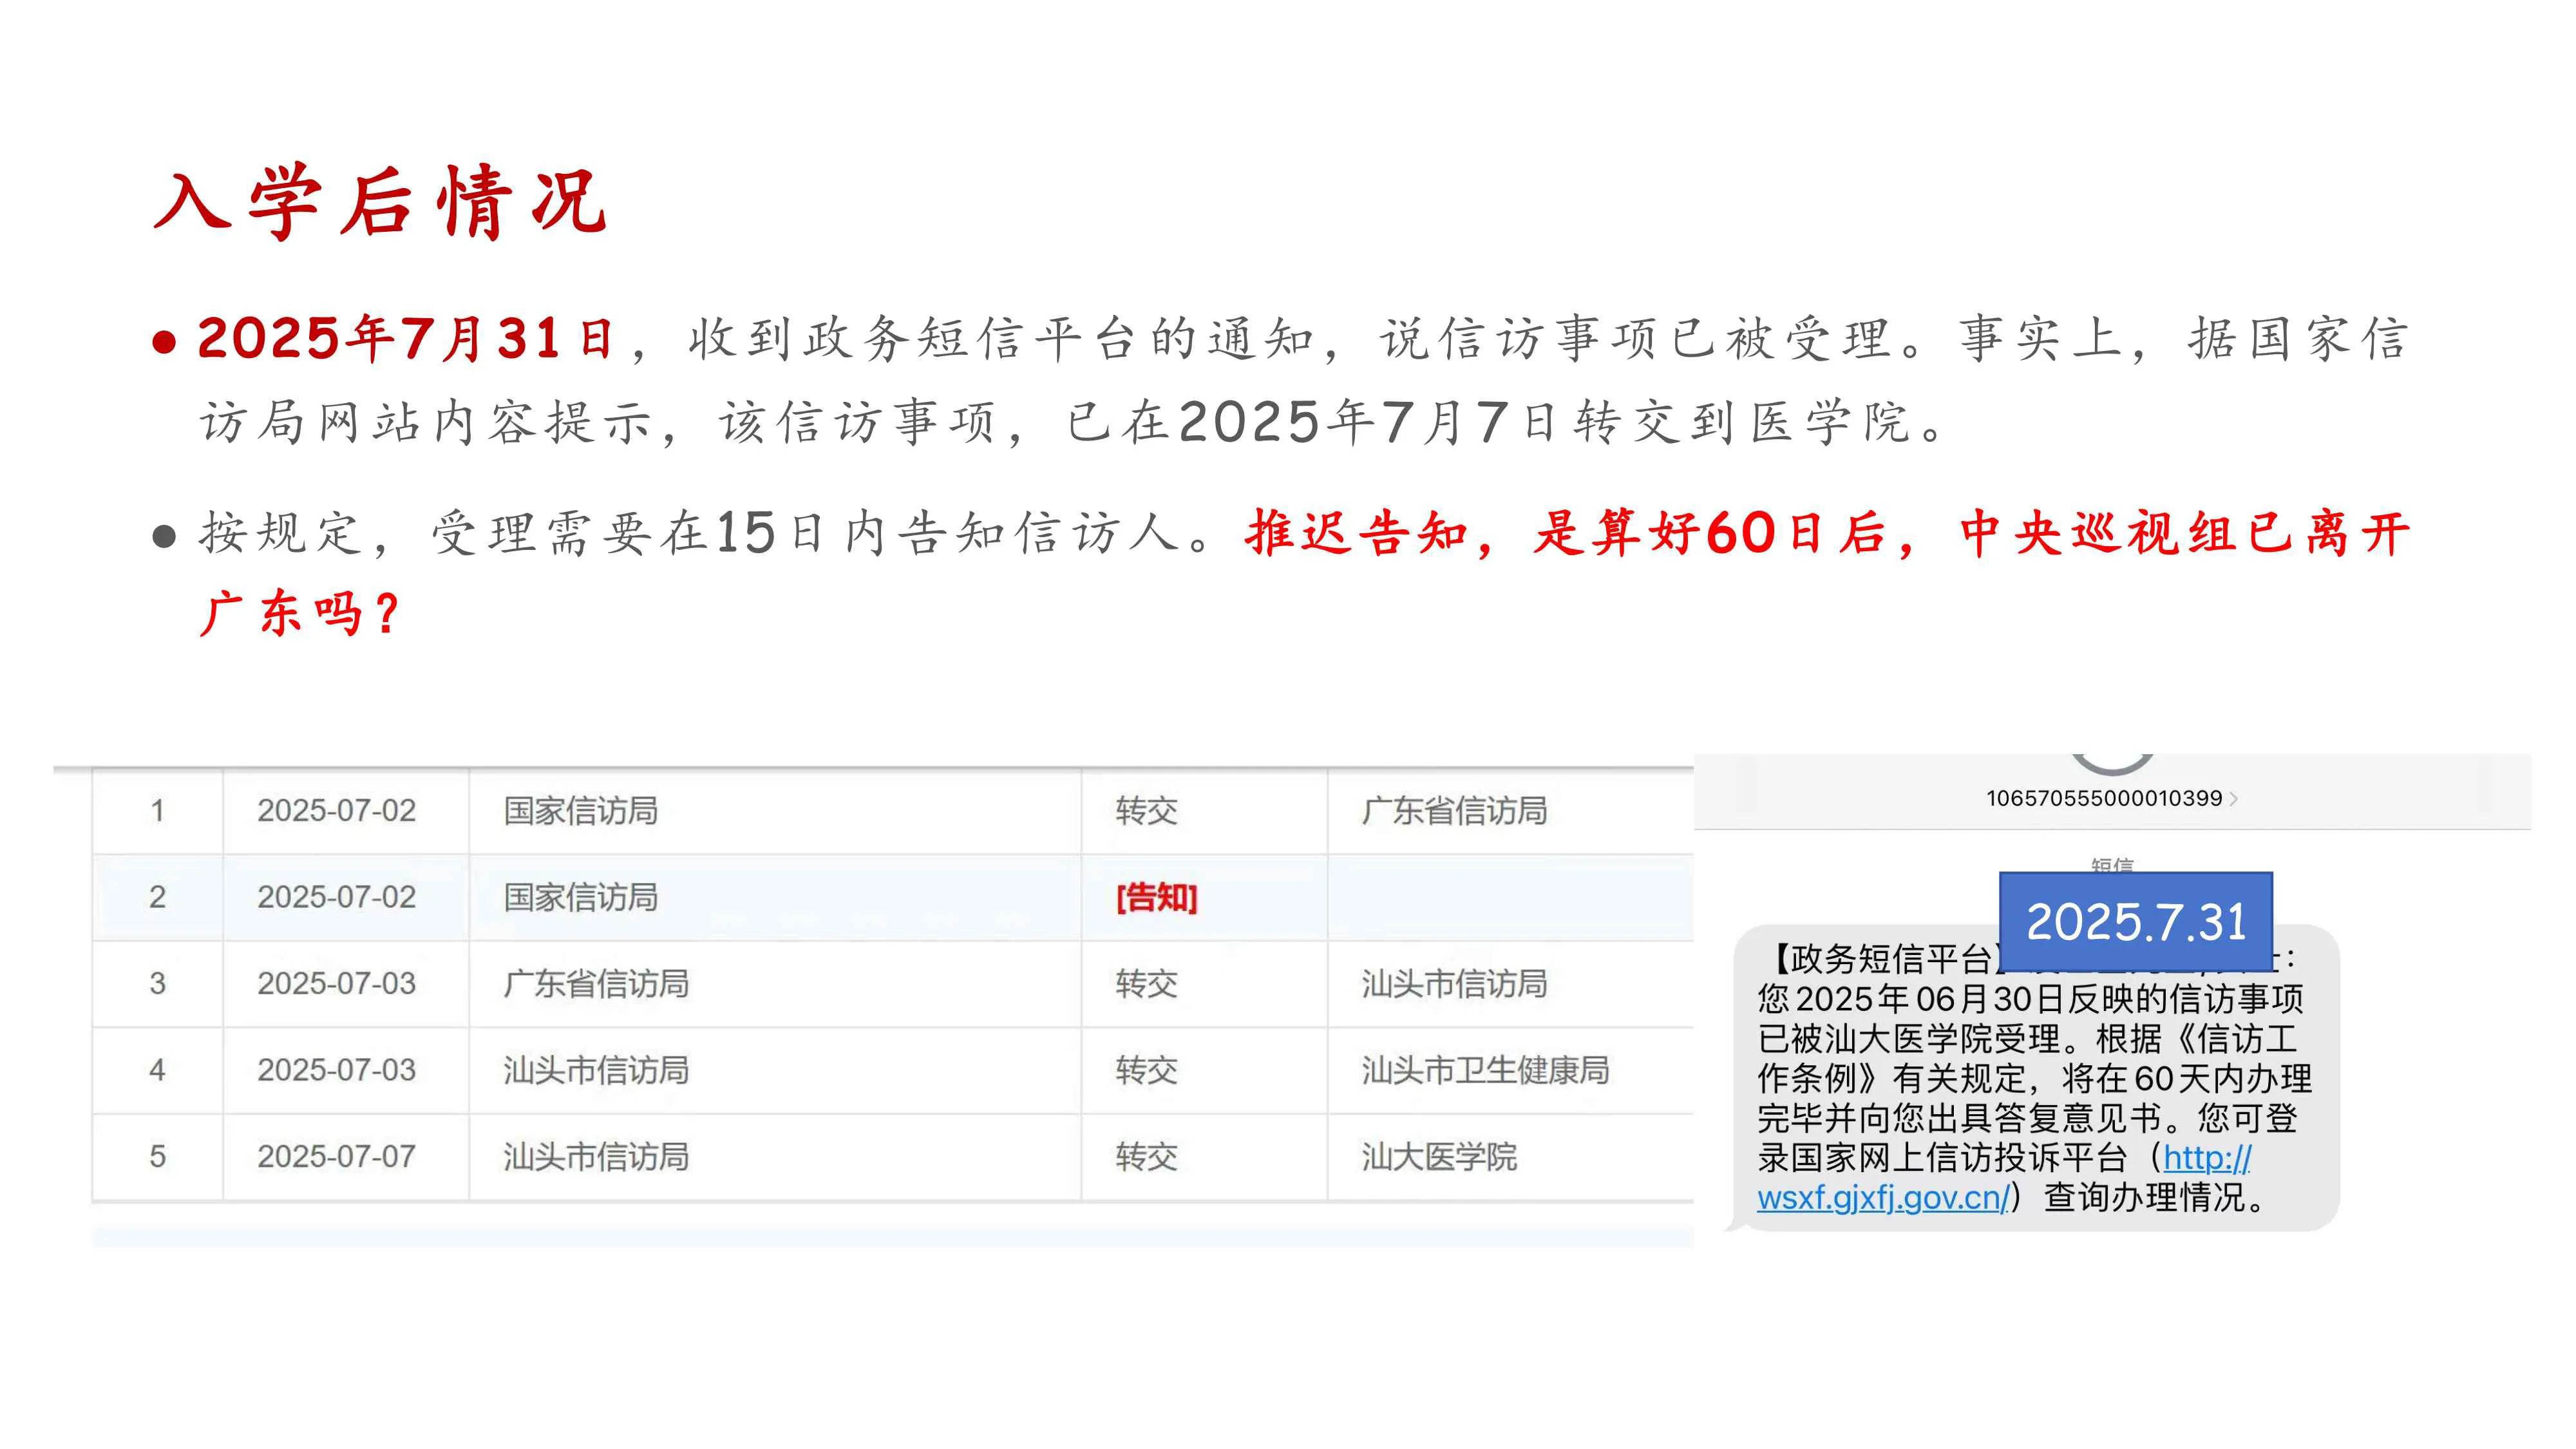 入学后情况
2025年7月31日，收到政务短信平台的通知，说信访事项已被受理。事实上，据国家信
访局网站内容提示，该信访事项，已在2025年7月7日转交到医学院。
按规定，受理需要在15日内告知信访人。推迟告知，是算好60日后，中央巡视组已离开
广东吗？
1 2025-07-02 国家信访局 转交 广东省信访局
2 2025-07-02 国家信访局 [告知]
3 2025-07-03 广东省信访局 转交 汕头市信访局
4 2025-07-03 汕头市信访局 转交 汕头市卫生健康局
5 2025-07-07 汕头市信访局 转交 汕大医学院
106570555000010399
短信
2025.7.31
【政务短信平台】
您2025年06月30日反映的信访事项
已被汕大医学院受理。根据《信访工
作条例》有关规定，将在60天内办理
完毕并向您出具答复意见书。您可登
录国家网上信访投诉平台（http://
wsxf.gjxfj.gov.cn/）查询办理情况。